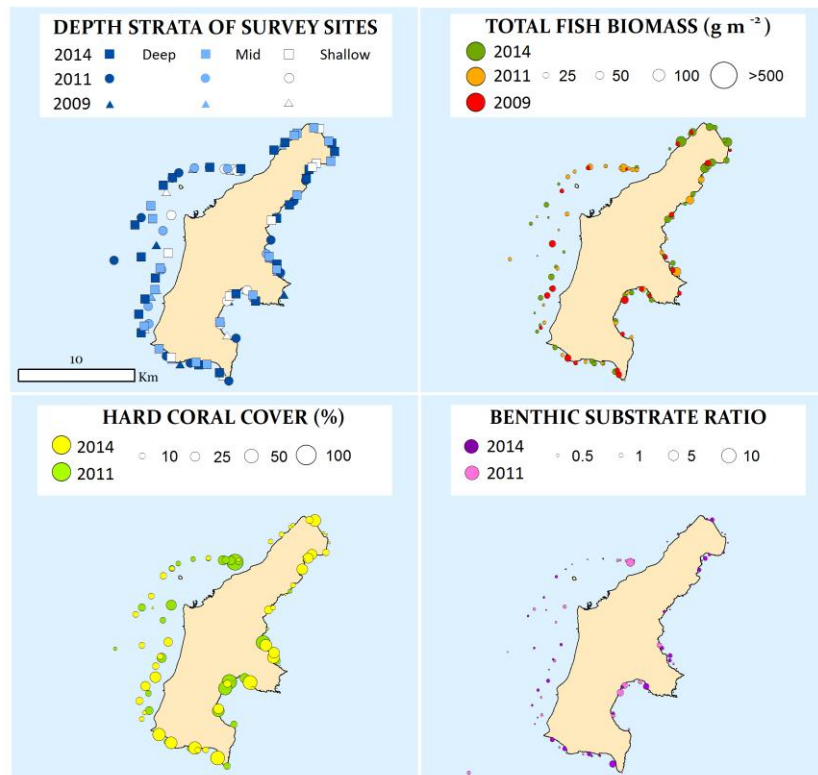 DEPTH STRATA OF SURVEY SITES
2014 Deep Mid Shallow
2011
2009
10
Km
TOTAL FISH BIOMASS (g m⁻²)
2014
2011 25 50 100 >500
2009
HARD CORAL COVER (%)
2014
2011 10 25 50 100
BENTHIC SUBSTRATE RATIO
2014
2011 0.5 1 5 10